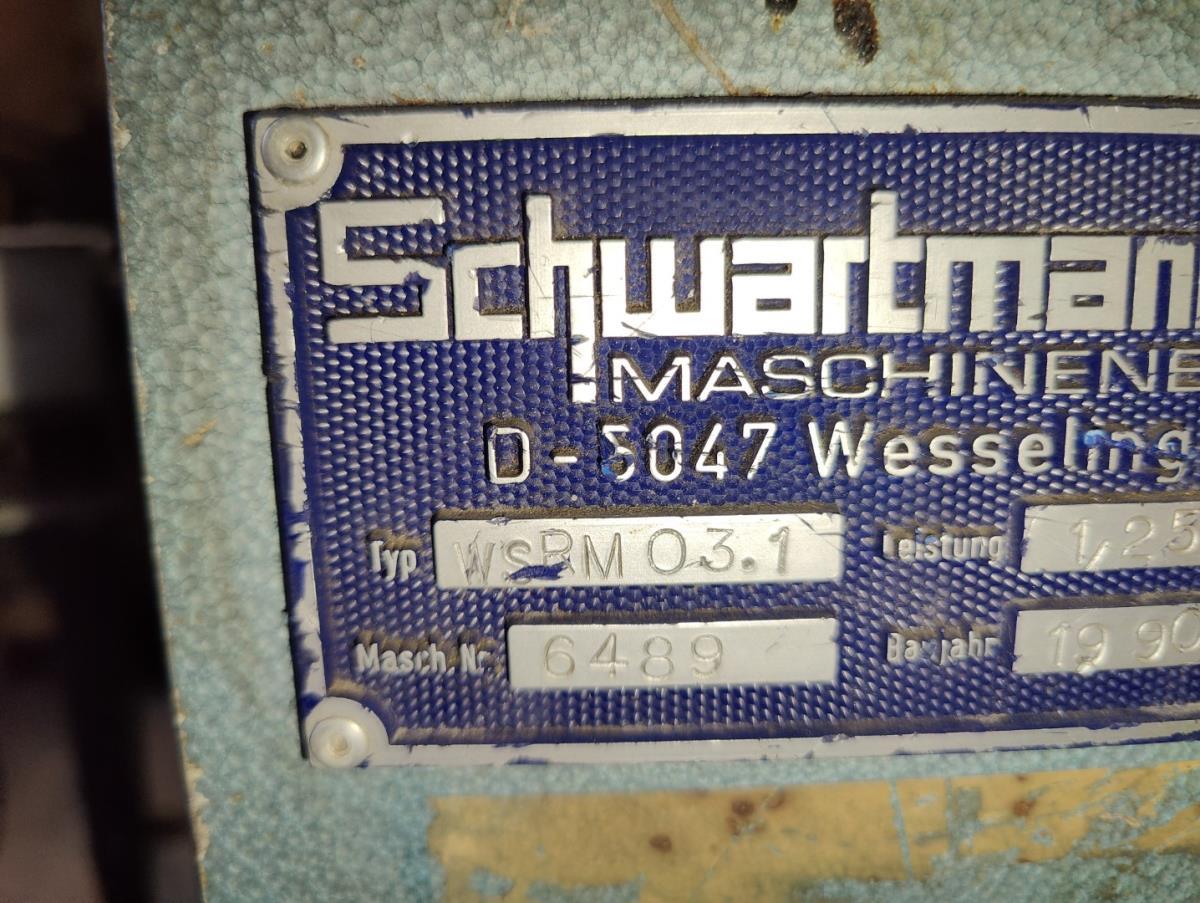 Schwartman
MASCHINENE
D-5047 Wesseling
Typ WSRM 03.1 Leistung 1,25
Masch.Nr. 6489 Baujahr 1990